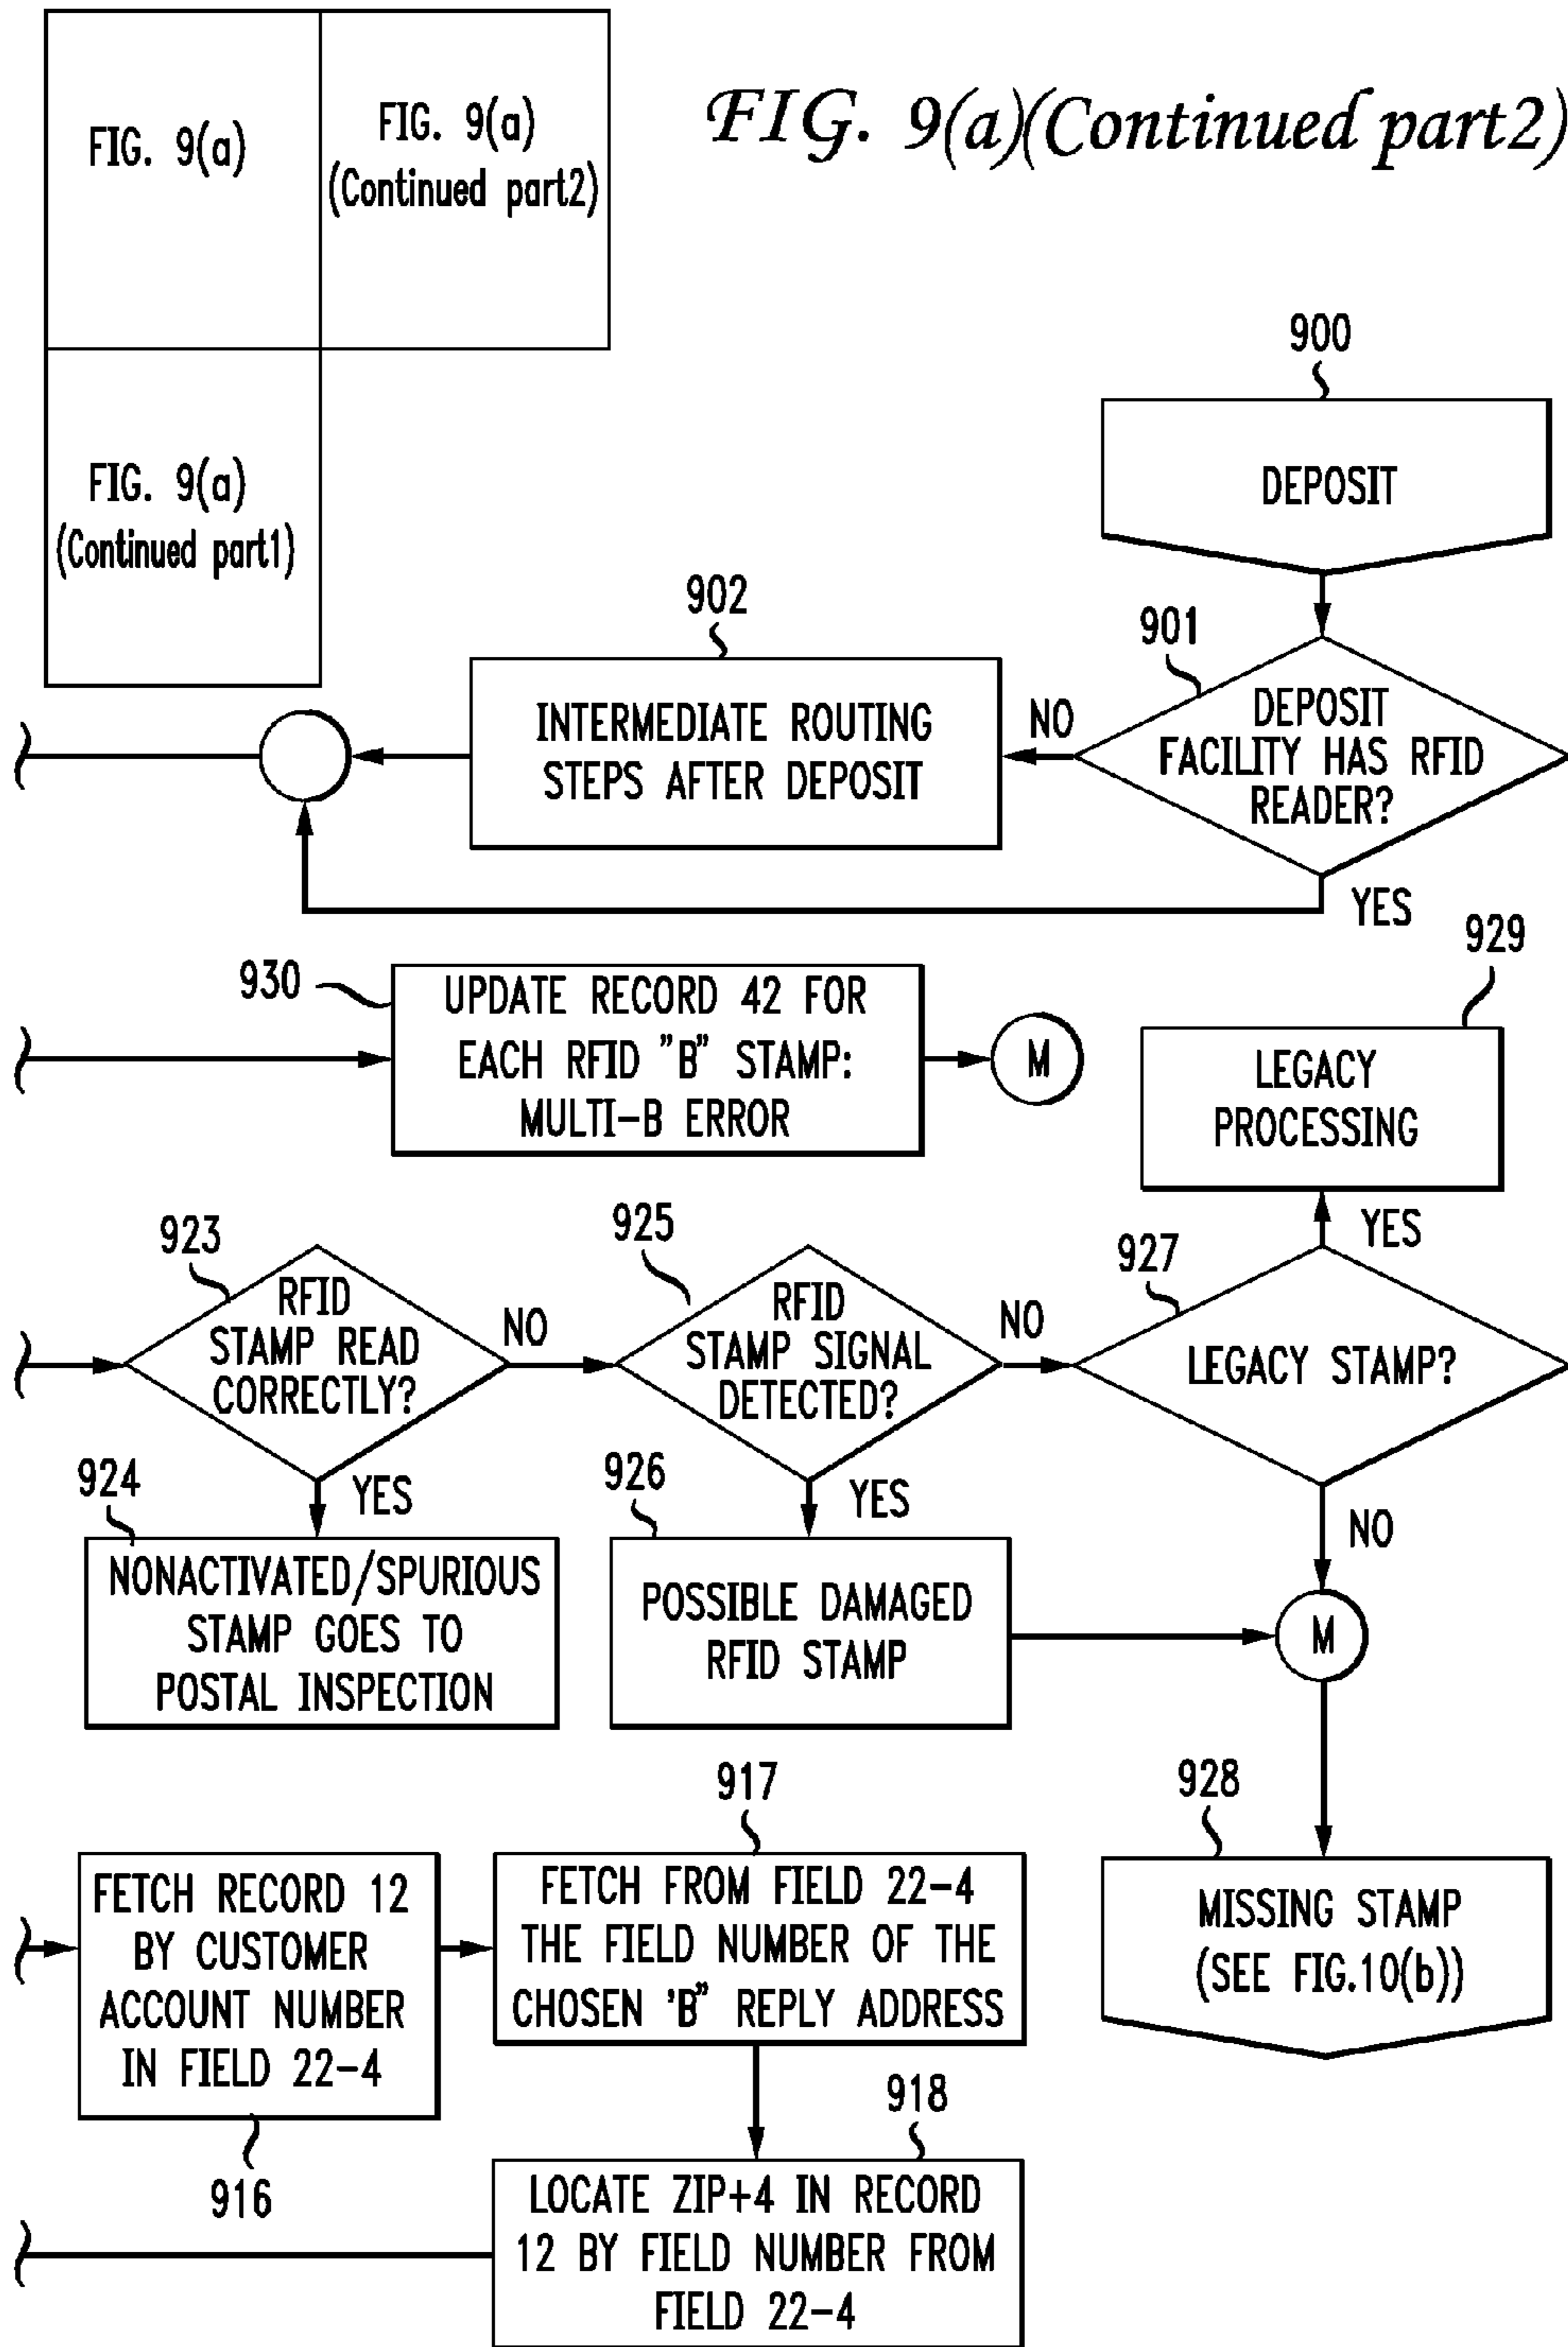 FIG. 9(a)
FIG. 9(a)
(Continued part2)
FIG. 9(a)
(Continued part1)
FIG. 9(a)(Continued part2)
900
DEPOSIT
901
DEPOSIT
FACILITY HAS RFID
READER?
NO
YES
902
INTERMEDIATE ROUTING
STEPS AFTER DEPOSIT
930
UPDATE RECORD 42 FOR
EACH RFID "B" STAMP:
MULTI-B ERROR
M
929
LEGACY
PROCESSING
923
RFID
STAMP READ
CORRECTLY?
NO
YES
925
RFID
STAMP SIGNAL
DETECTED?
NO
YES
927
LEGACY STAMP?
YES
NO
924
NONACTIVATED/SPURIOUS
STAMP GOES TO
POSTAL INSPECTION
926
POSSIBLE DAMAGED
RFID STAMP
M
928
MISSING STAMP
(SEE FIG.10(b))
FETCH RECORD 12
BY CUSTOMER
ACCOUNT NUMBER
IN FIELD 22-4
916
917
FETCH FROM FIELD 22-4
THE FIELD NUMBER OF THE
CHOSEN 'B" REPLY ADDRESS
918
LOCATE ZIP+4 IN RECORD
12 BY FIELD NUMBER FROM
FIELD 22-4